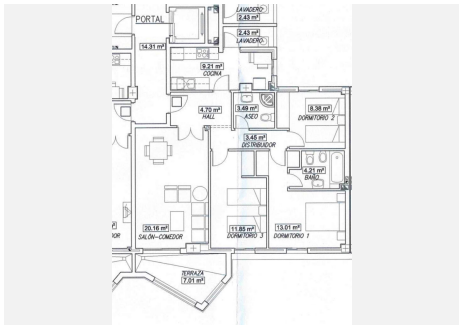 LAVADERO
2.43 m²
PORTAL
14.31 m²
2.43 m²
LAVADERO
9.21 m²
COCINA
4.70 m²
HALL
3.49 m²
ASEO
8.38 m²
DORMITORIO 2
3.45 m²
DISTRIBUIDOR
4.21 m²
BAÑO
20.16 m²
SALÓN-COMEDOR
11.85 m²
DORMITORIO 3
13.01 m²
DORMITORIO 1
TERRAZA
7.01 m²